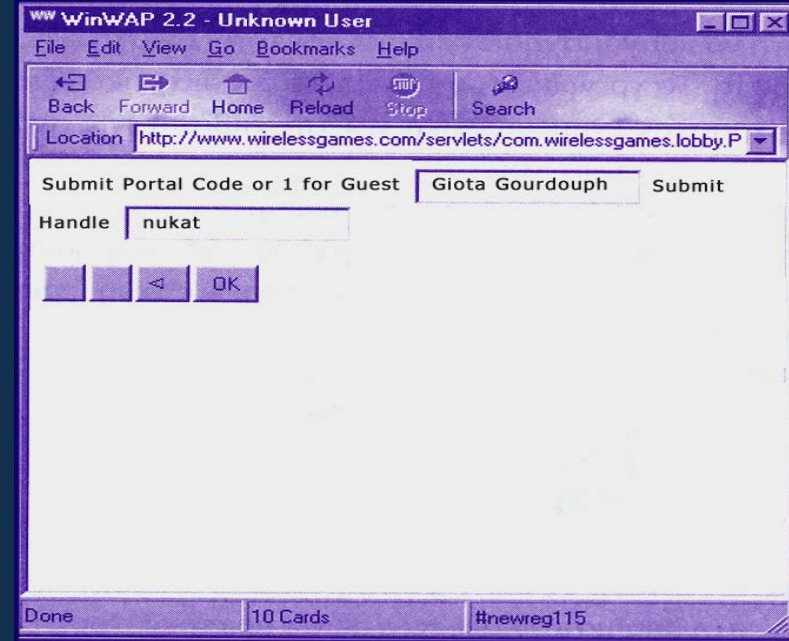 WW WinWAP 2.2 - Unknown User
File Edit View Go Bookmarks Help
Back Forward Home Reload Stop Search
Location http://www.wirelessgames.com/servlets/com.wirelessgames.lobby.P
Submit Portal Code or 1 for Guest Giota Gourdouph Submit
Handle nukat
OK
Done 10 Cards #newreg115